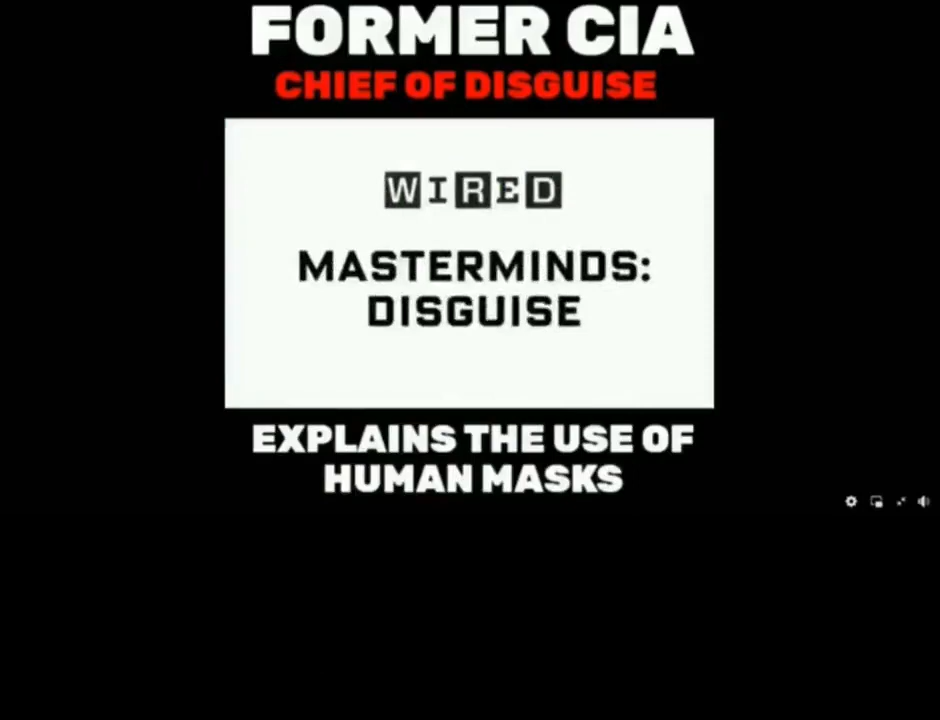 FORMER CIA
CHIEF OF DISGUISE
WIRED
MASTERMINDS:
DISGUISE
EXPLAINS THE USE OF
HUMAN MASKS